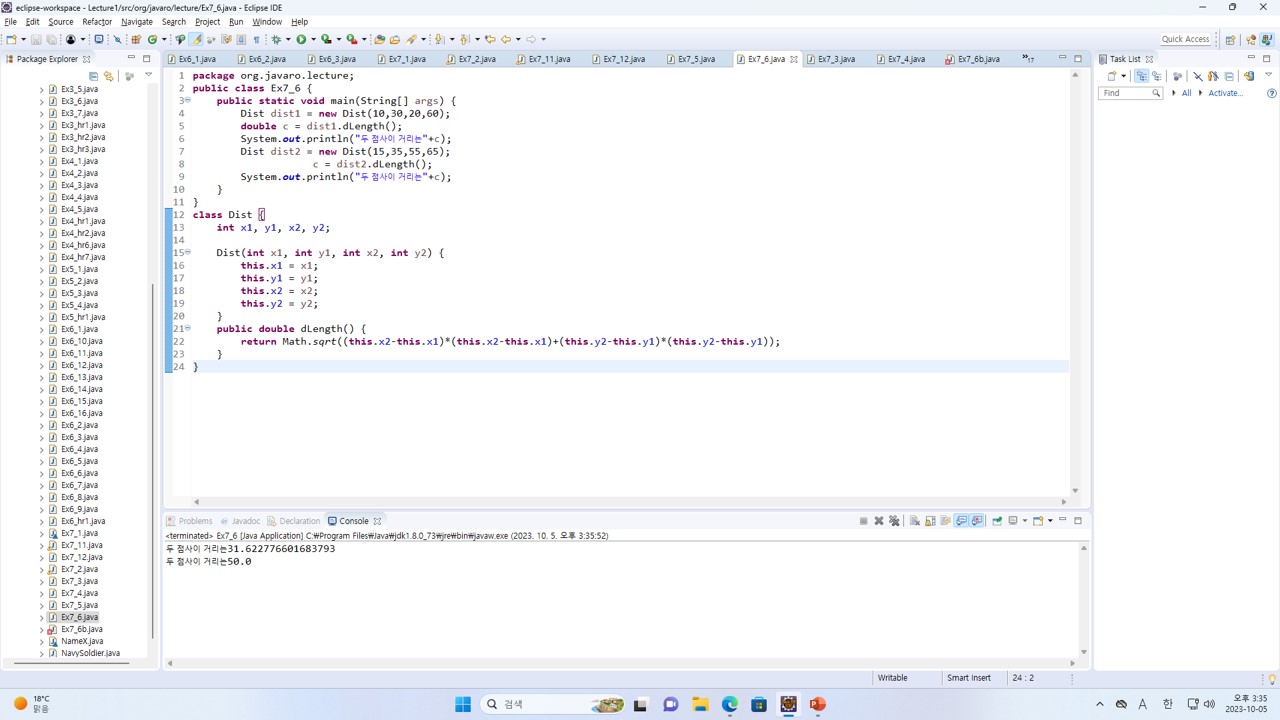 eclipse-workspace - Lecture1/src/org/javaro/lecture/Ex7_6.java - Eclipse IDE
File Edit Source Refactor Navigate Search Project Run Window Help
Quick Access
Package Explorer
Ex6_1.java Ex6_2.java Ex6_3.java Ex7_1.java Ex7_2.java Ex7_11.java Ex7_12.java Ex7_5.java Ex7_6.java Ex7_3.java Ex7_4.java Ex7_6b.java »17
Task List
Find All Activate...
Ex3_5.java
Ex3_6.java
Ex3_7.java
Ex3_hr1.java
Ex3_hr2.java
Ex3_hr3.java
Ex4_1.java
Ex4_2.java
Ex4_3.java
Ex4_4.java
Ex4_5.java
Ex4_hr1.java
Ex4_hr2.java
Ex4_hr6.java
Ex4_hr7.java
Ex5_1.java
Ex5_2.java
Ex5_3.java
Ex5_4.java
Ex5_hr1.java
Ex6_1.java
Ex6_10.java
Ex6_11.java
Ex6_12.java
Ex6_13.java
Ex6_14.java
Ex6_15.java
Ex6_16.java
Ex6_2.java
Ex6_3.java
Ex6_4.java
Ex6_5.java
Ex6_6.java
Ex6_7.java
Ex6_8.java
Ex6_9.java
Ex6_hr1.java
Ex7_1.java
Ex7_11.java
Ex7_12.java
Ex7_2.java
Ex7_3.java
Ex7_4.java
Ex7_5.java
Ex7_6.java
Ex7_6b.java
NameX.java
NavySoldier.java
1 package org.javaro.lecture;
2 public class Ex7_6 {
3 public static void main(String[] args) {
4 Dist dist1 = new Dist(10,30,20,60);
5 double c = dist1.dLength();
6 System.out.println("두 점사이 거리는"+c);
7 Dist dist2 = new Dist(15,35,55,65);
8 c = dist2.dLength();
9 System.out.println("두 점사이 거리는"+c);
10 }
11 }
12 class Dist {
13 int x1, y1, x2, y2;
14
15 Dist(int x1, int y1, int x2, int y2) {
16 this.x1 = x1;
17 this.y1 = y1;
18 this.x2 = x2;
19 this.y2 = y2;
20 }
21 public double dLength() {
22 return Math.sqrt((this.x2-this.x1)*(this.x2-this.x1)+(this.y2-this.y1)*(this.y2-this.y1));
23 }
24 }
Problems Javadoc Declaration Console
<terminated> Ex7_6 [Java Application] C:₩Program Files₩Java₩jdk1.8.0_73₩jre₩bin₩javaw.exe (2023. 10. 5. 오후 3:35:52)
두 점사이 거리는31.622776601683793
두 점사이 거리는50.0
Writable Smart Insert 24 : 2
18°C
맑음
검색
A 한
오후 3:35
2023-10-05